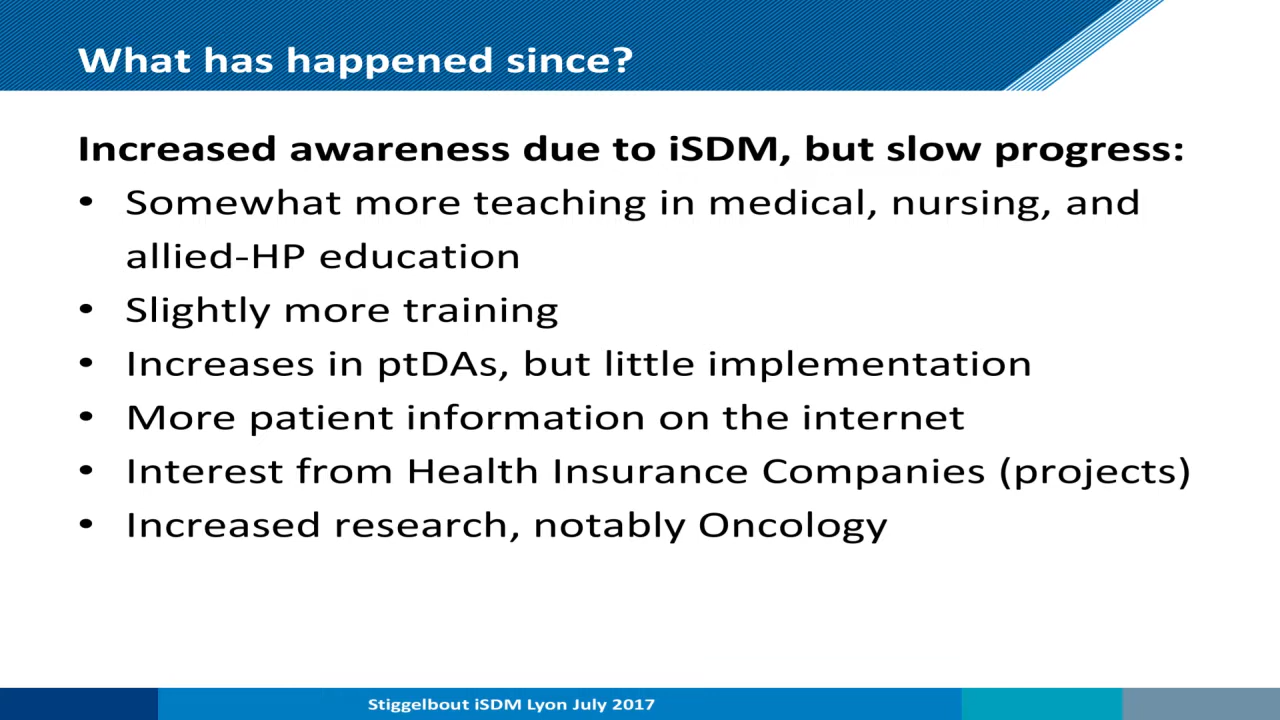 What has happened since?
Increased awareness due to iSDM, but slow progress:
• Somewhat more teaching in medical, nursing, and
allied-HP education
• Slightly more training
• Increases in ptDAs, but little implementation
• More patient information on the internet
• Interest from Health Insurance Companies (projects)
• Increased research, notably Oncology
Stiggelbout iSDM Lyon July 2017